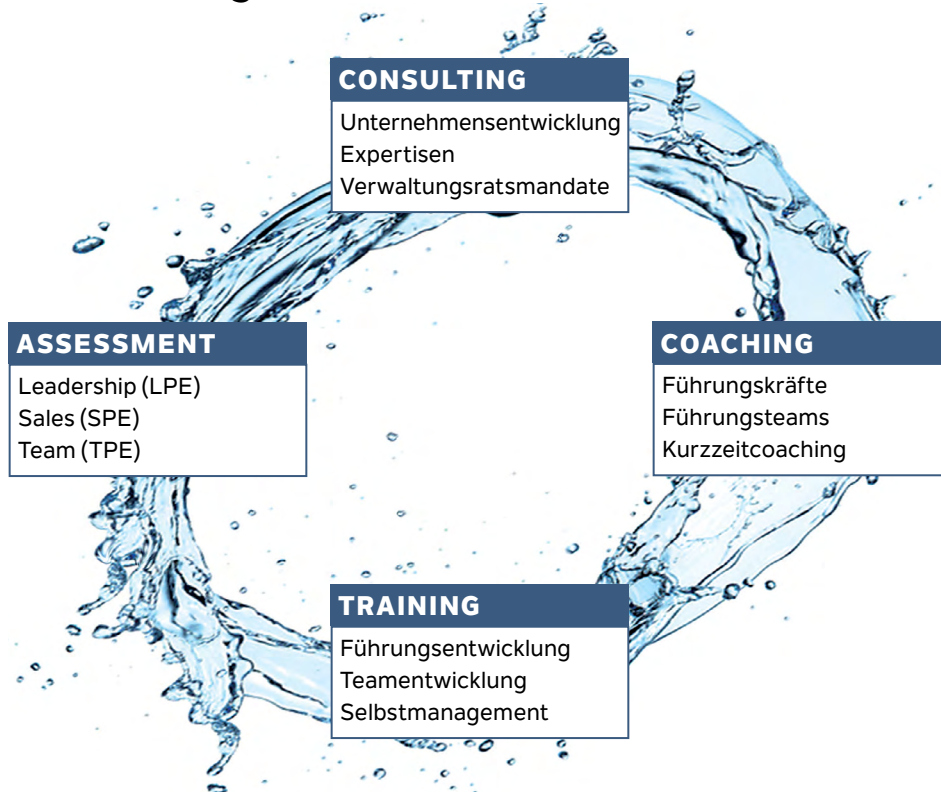 CONSULTING
Unternehmensentwicklung
Expertisen
Verwaltungsratsmandate
ASSESSMENT
Leadership (LPE)
Sales (SPE)
Team (TPE)
COACHING
Führungskräfte
Führungsteams
Kurzzeitcoaching
TRAINING
Führungsentwicklung
Teamentwicklung
Selbstmanagement